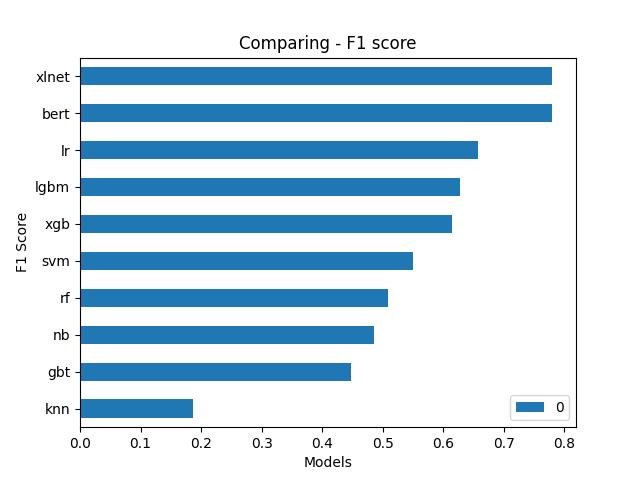 Comparing - F1 score
xlnet
bert
lr
lgbm
xgb
svm
rf
nb
gbt
knn
F1 Score
0
0.0 0.1 0.2 0.3 0.4 0.5 0.6 0.7 0.8
Models